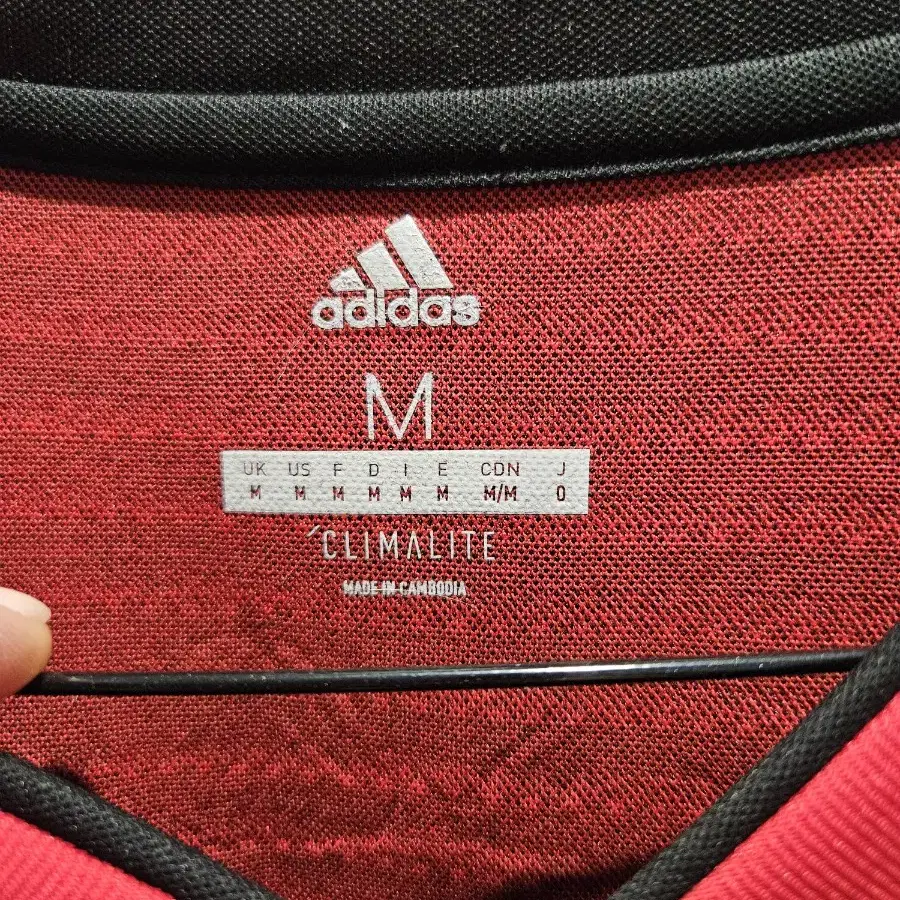 adidas
M
UK US F D I E CDN J
M M M M M M M/M O
´CLIMALITE
MADE IN CAMBODIA